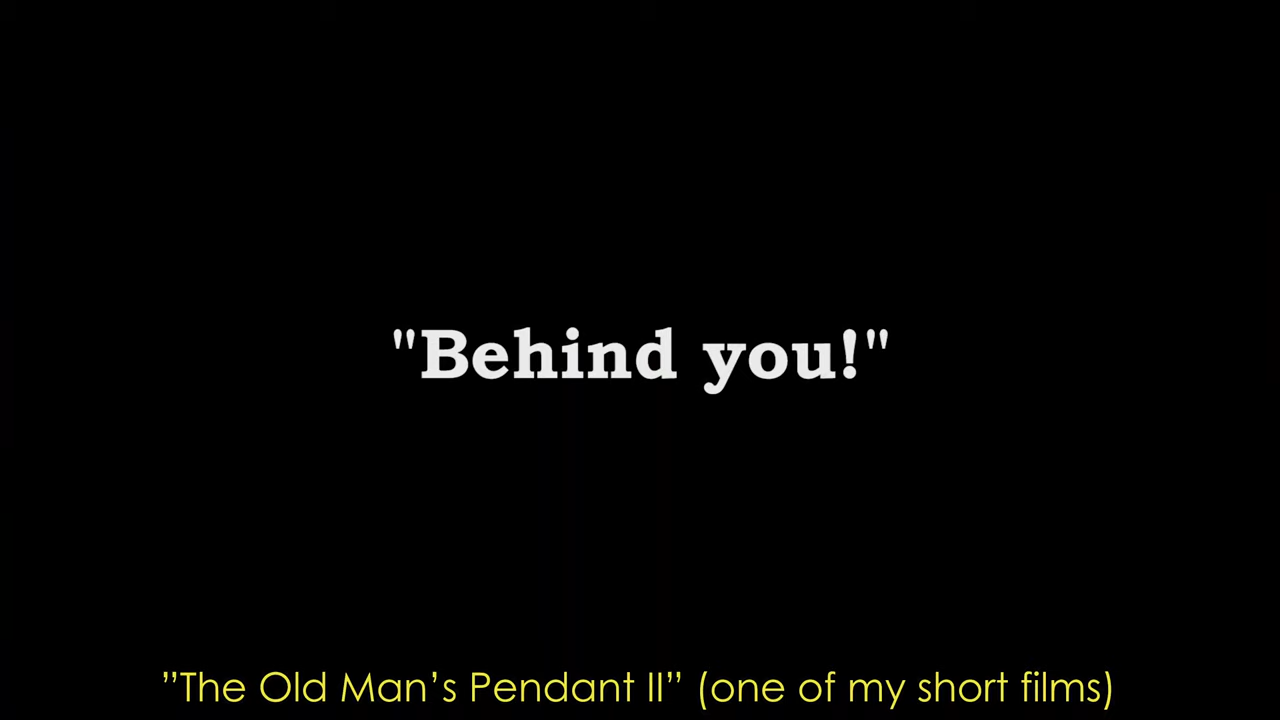 "Behind you!"
”The Old Man’s Pendant II” (one of my short films)